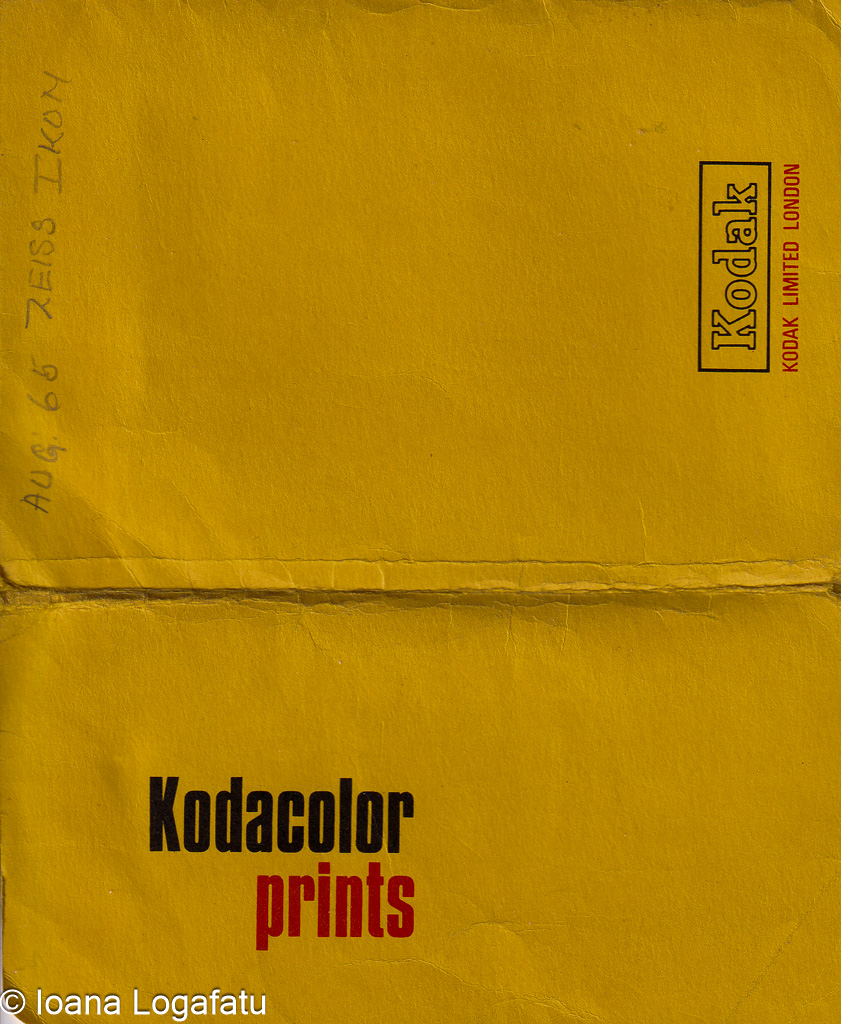 AUG: 65 ZEISS IKON
Kodak
KODAK LIMITED LONDON
Kodacolor
prints
© Ioana Logafatu